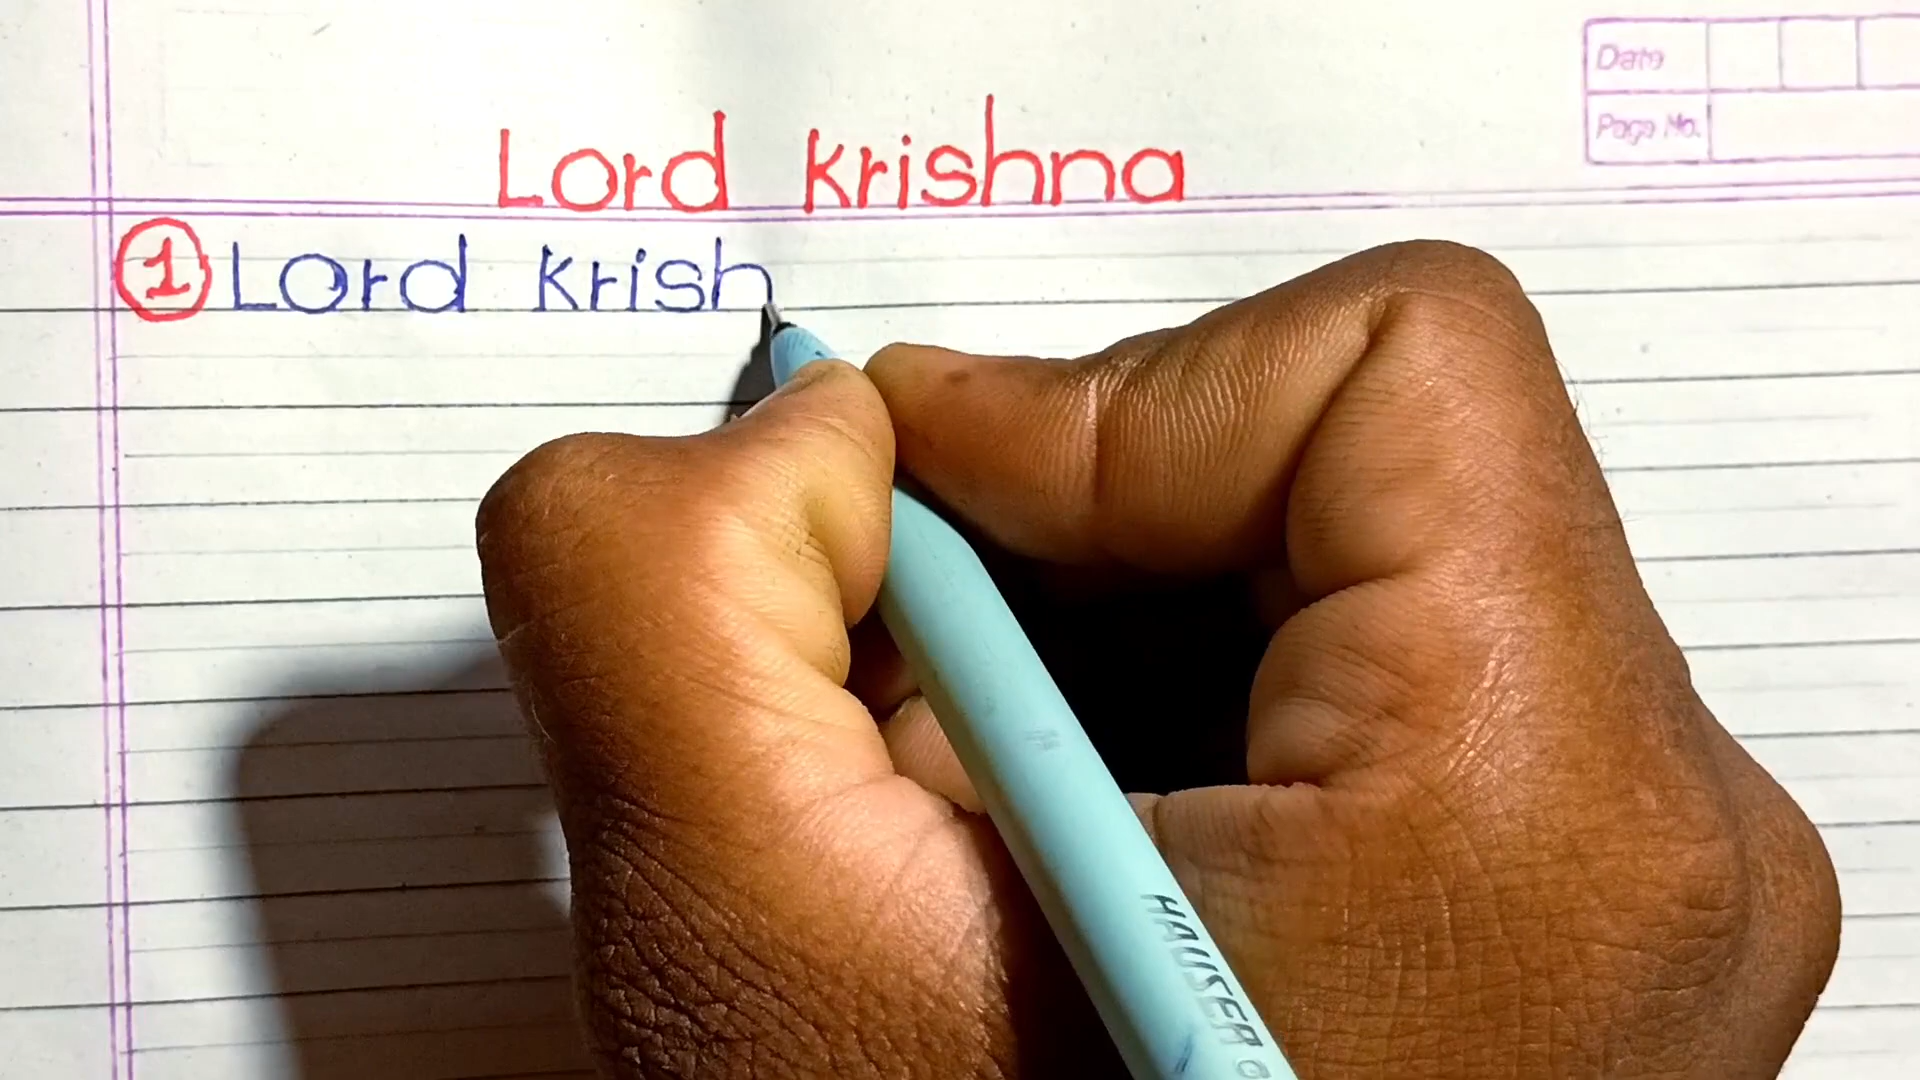 Date
Page No.
Lord krishna
1 Lord krish
HAUSER